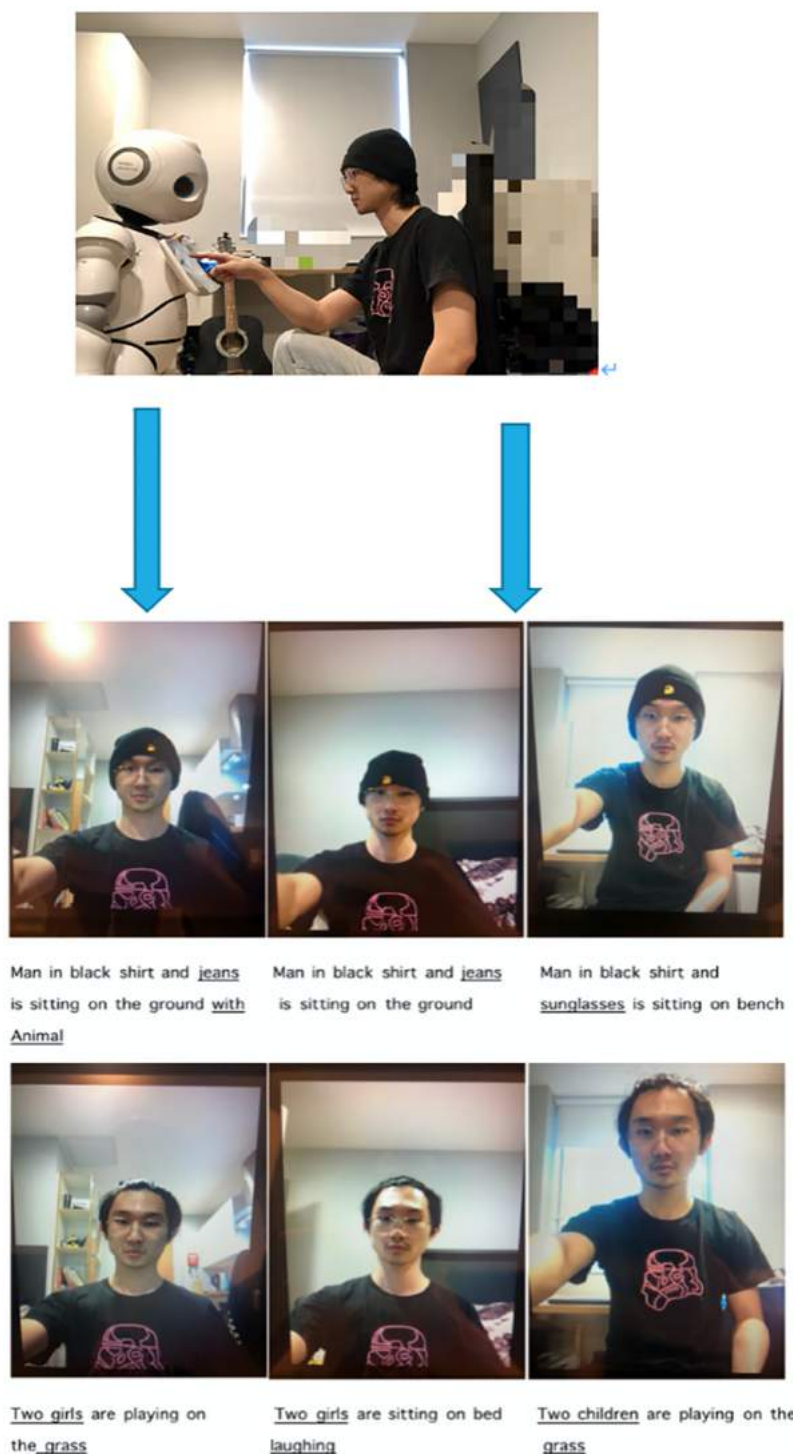 Man in black shirt and jeans
is sitting on the ground with
Animal
Man in black shirt and jeans
is sitting on the ground
Man in black shirt and
sunglasses is sitting on bench
Two girls are playing on
the grass
Two girls are sitting on bed
laughing
Two children are playing on the
grass